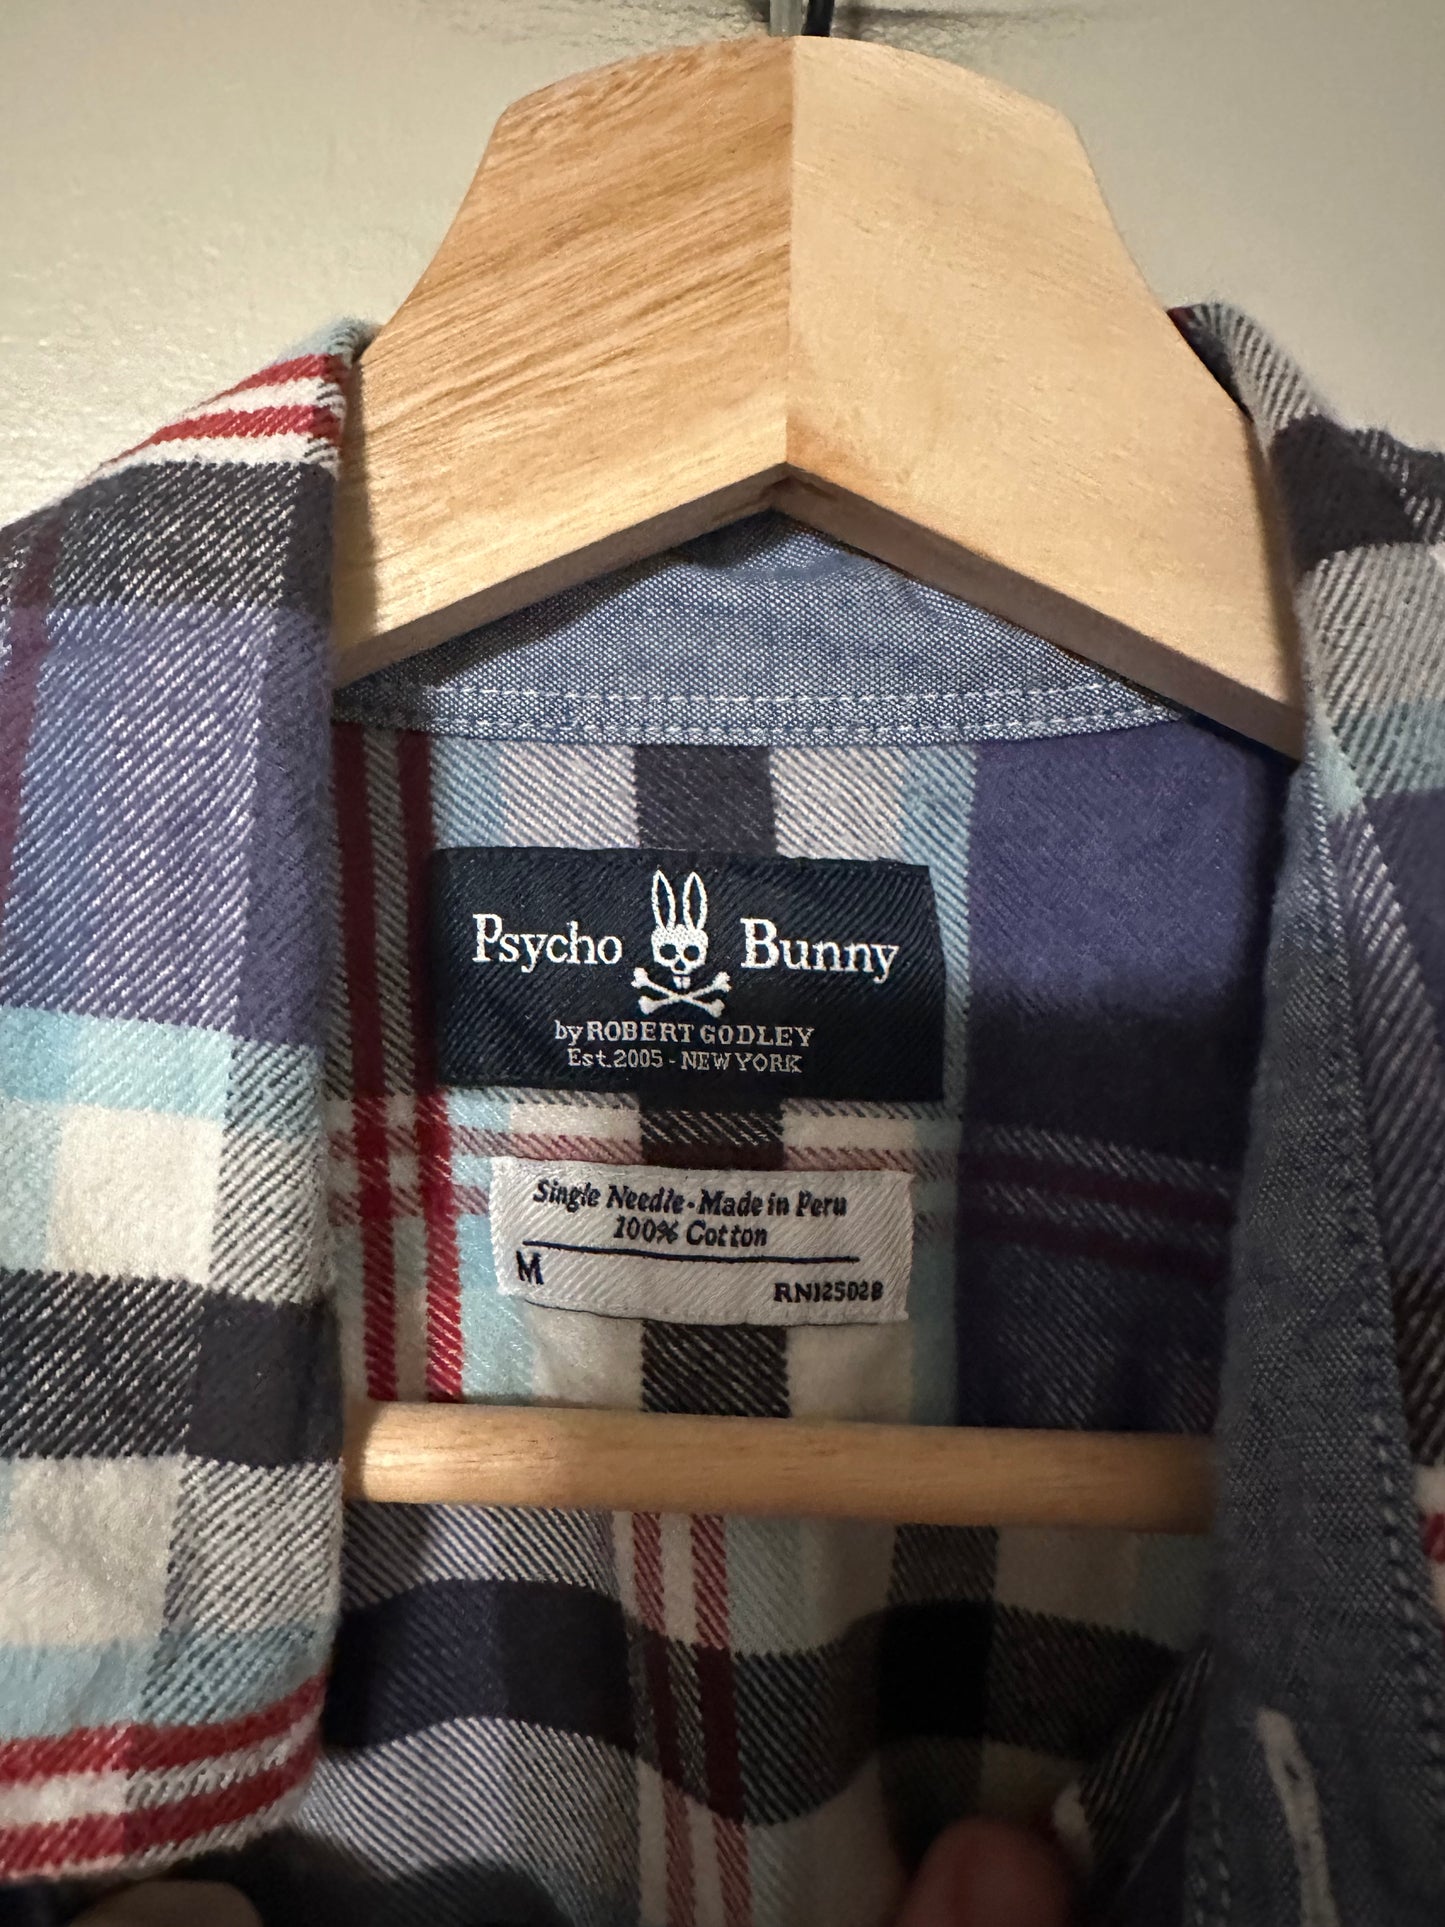 Psycho Bunny
by ROBERT GODLEY
Est.2005 - NEW YORK
Single Needle - Made in Peru
100% Cotton
M
RN125028